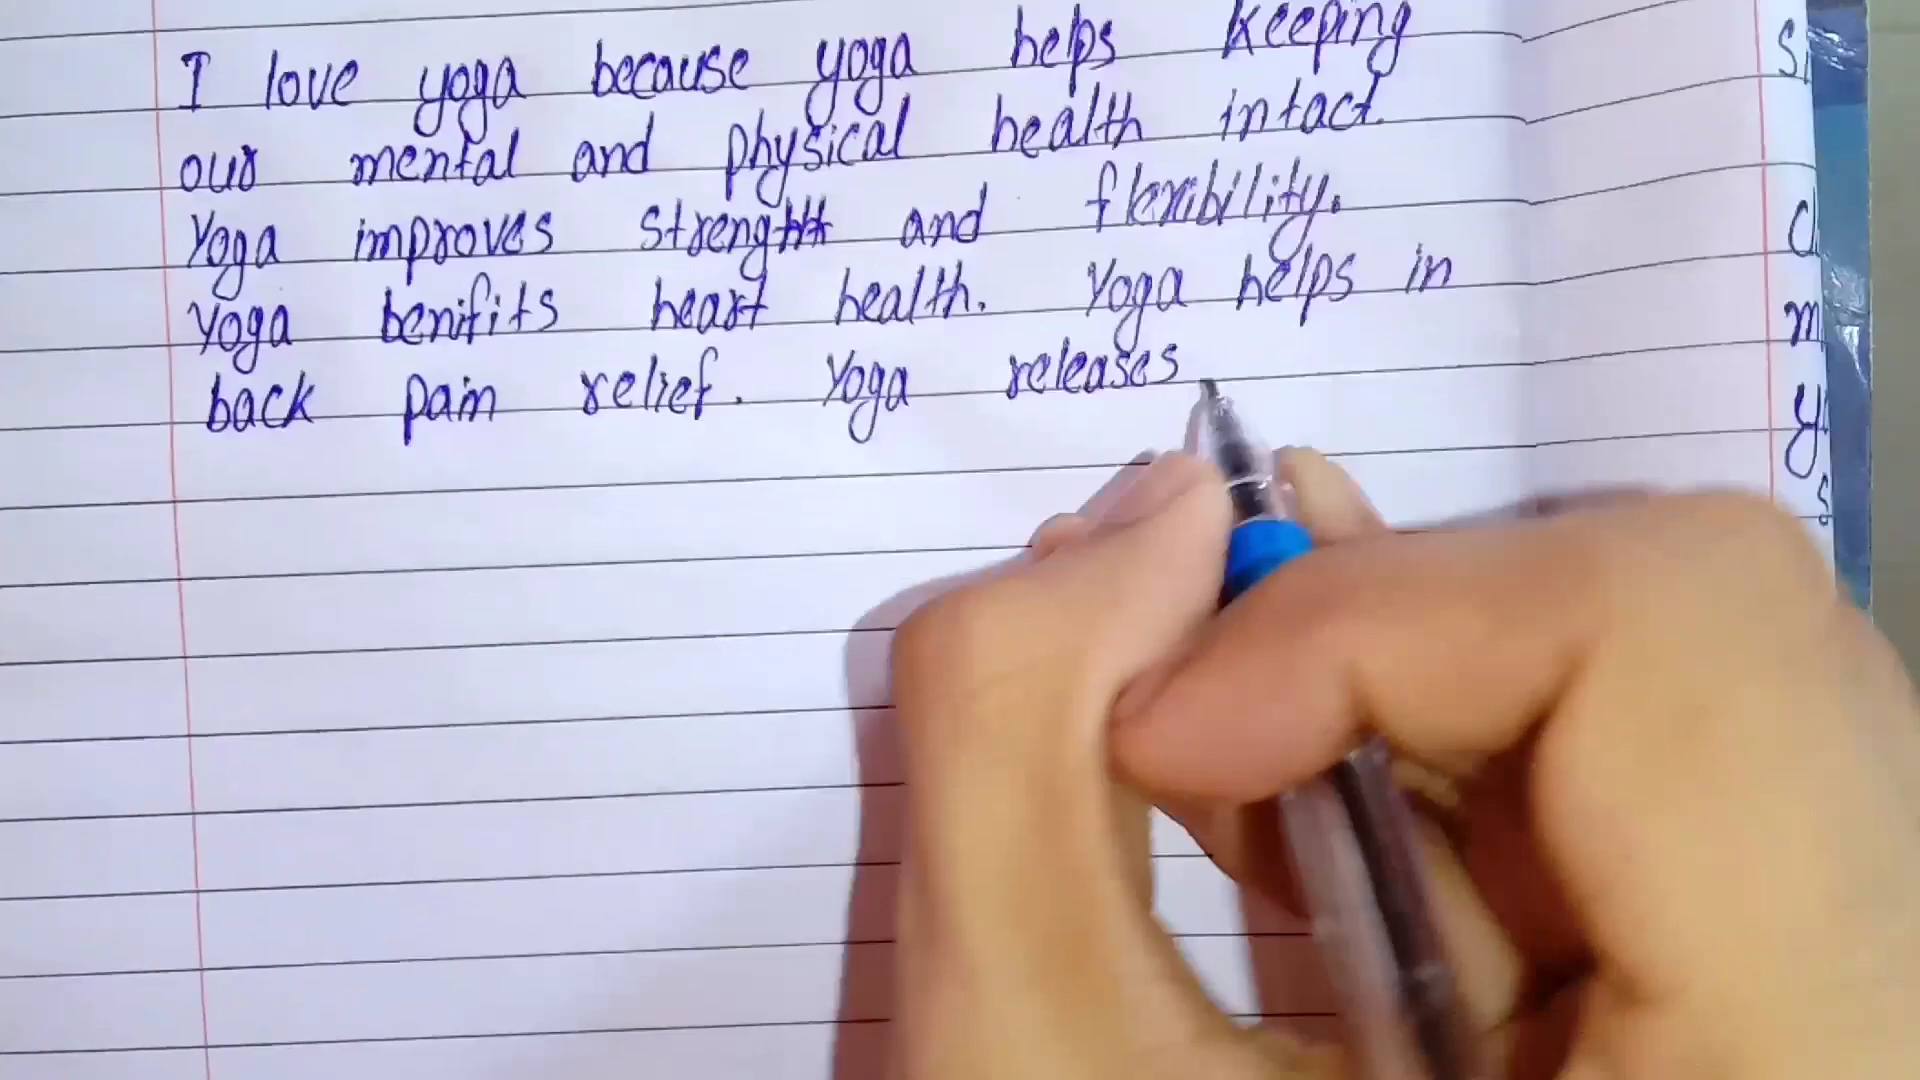 I love yoga because yoga helps keeping
our mental and physical health intact.
Yoga improves strenght and flexibility.
Yoga benifits heart health. Yoga helps in
back pain relief. Yoga releases